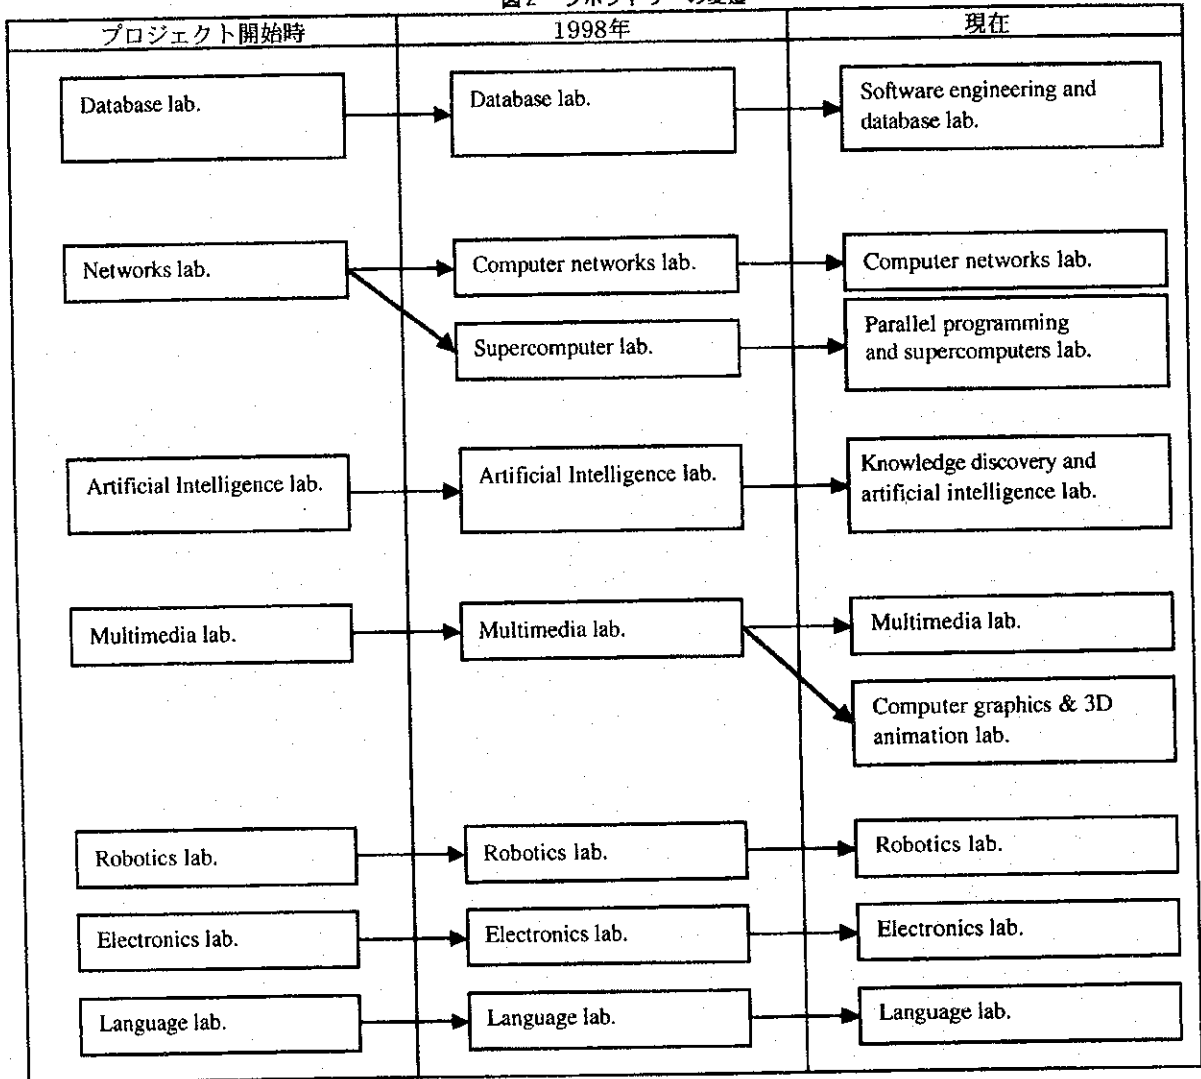 プロジェクト開始時
1998年
現在
Database lab.
Database lab.
Software engineering and
database lab.
Networks lab.
Computer networks lab.
Computer networks lab.
Supercomputer lab.
Parallel programming
and supercomputers lab.
Artificial Intelligence lab.
Artificial Intelligence lab.
Knowledge discovery and
artificial intelligence lab.
Multimedia lab.
Multimedia lab.
Multimedia lab.
Computer graphics & 3D
animation lab.
Robotics lab.
Robotics lab.
Robotics lab.
Electronics lab.
Electronics lab.
Electronics lab.
Language lab.
Language lab.
Language lab.